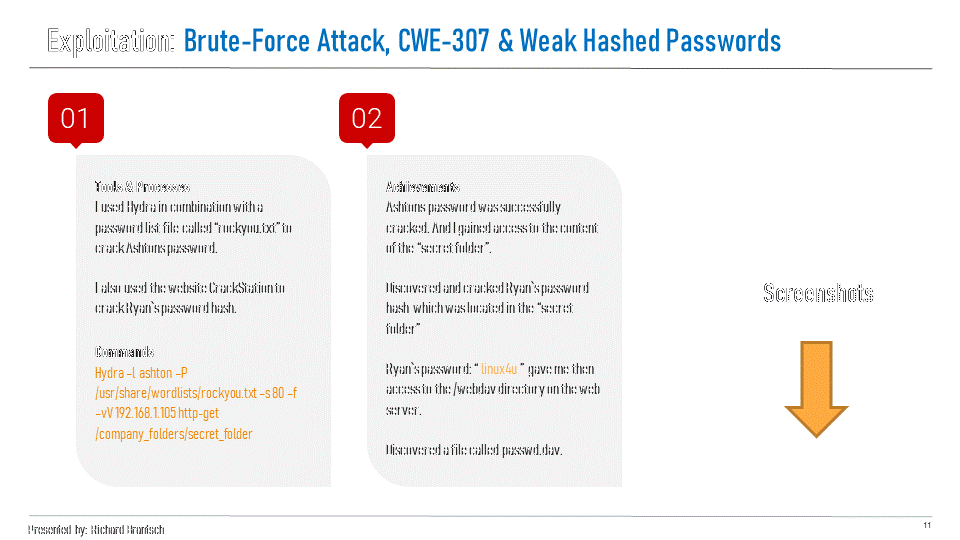 Exploitation: Brute-Force Attack, CWE-307 & Weak Hashed Passwords
01
Tools & Processes
I used Hydra in combination with a
password list file called “rockyou.txt” to
crack Ashtons password.
I also used the website CrackStation to
crack Ryan`s password hash.
Commands
Hydra –l ashton –P
/usr/share/wordlists/rockyou.txt –s 80 –f
–vV 192.168.1.105 http-get
/company_folders/secret_folder
02
Achievements
Ashtons password was successfully
cracked. And I gained access to the content
of the “secret folder”.
Discovered and cracked Ryan`s password
hash which was located in the “secret
folder”
Ryan`s password: “ linux4u ” gave me then
access to the /webdav directory on the web
server.
Discovered a file called passwd.dav.
Screenshots
Presented by: Richard Brantsch
11